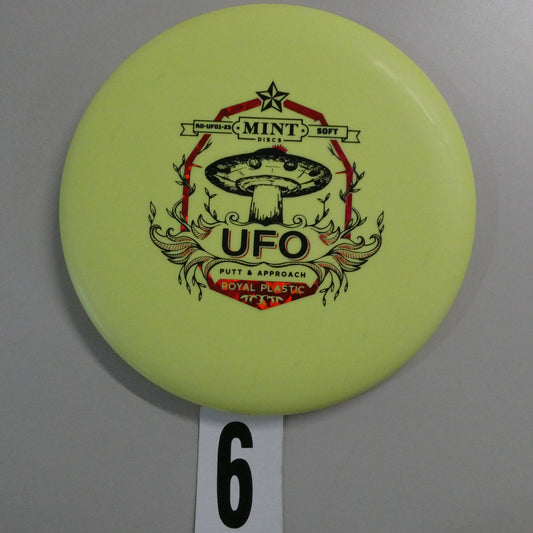 RO-UFO1-23 MINT SOFT
DISCS
UFO
PUTT & APPROACH
ROYAL PLASTIC
6